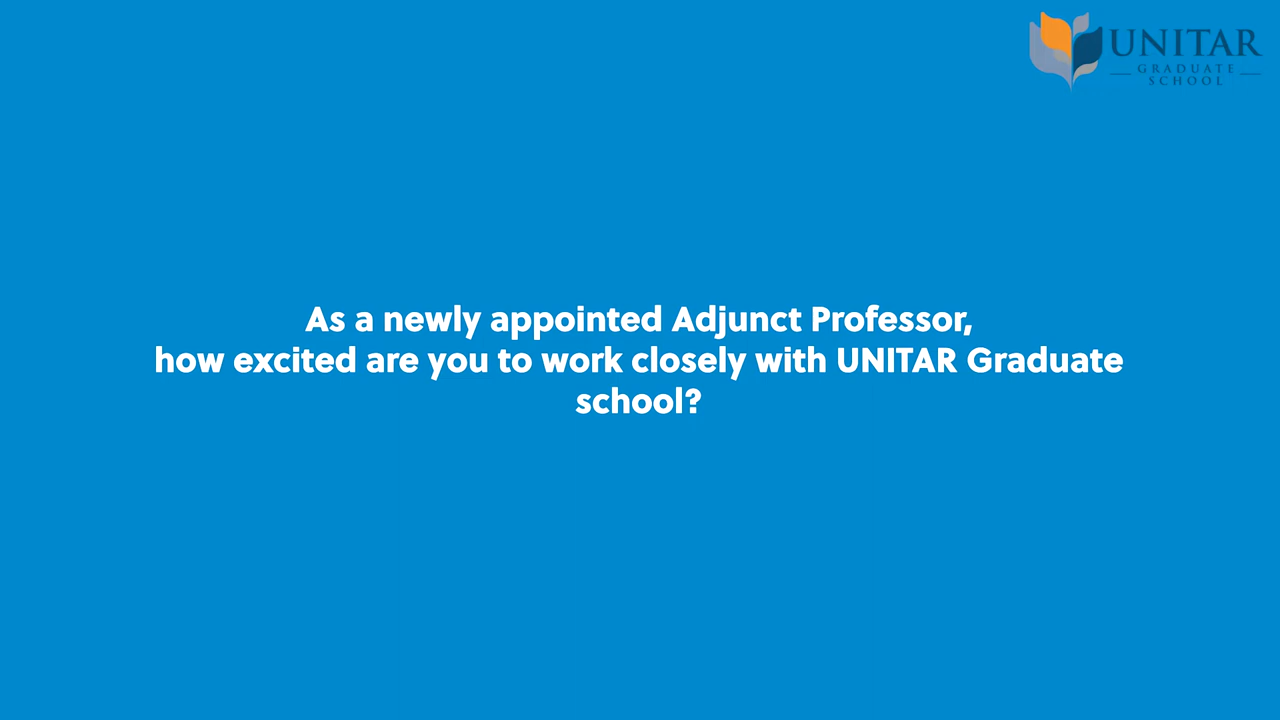 UNITAR
GRADUATE
SCHOOL
As a newly appointed Adjunct Professor,
how excited are you to work closely with UNITAR Graduate
school?